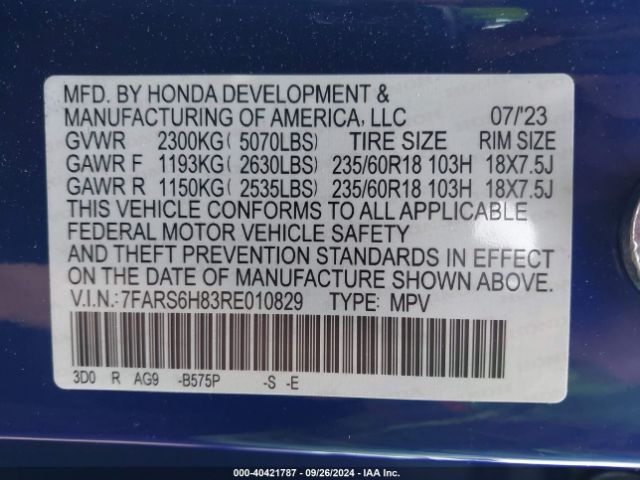 MFD. BY HONDA DEVELOPMENT &
MANUFACTURING OF AMERICA, LLC 07/'23
GVWR 2300KG( 5070LBS) TIRE SIZE RIM SIZE
GAWR F 1193KG( 2630LBS) 235/60R18 103H 18X7.5J
GAWR R 1150KG( 2535LBS) 235/60R18 103H 18X7.5J
THIS VEHICLE CONFORMS TO ALL APPLICABLE
FEDERAL MOTOR VEHICLE SAFETY
AND THEFT PREVENTION STANDARDS IN EFFECT
ON THE DATE OF MANUFACTURE SHOWN ABOVE.
V.I.N.:7FARS6H83RE010829 TYPE: MPV
3D0 R AG9 -B575P -S -E
000-40421787 - 09/26/2024 - IAA Inc.